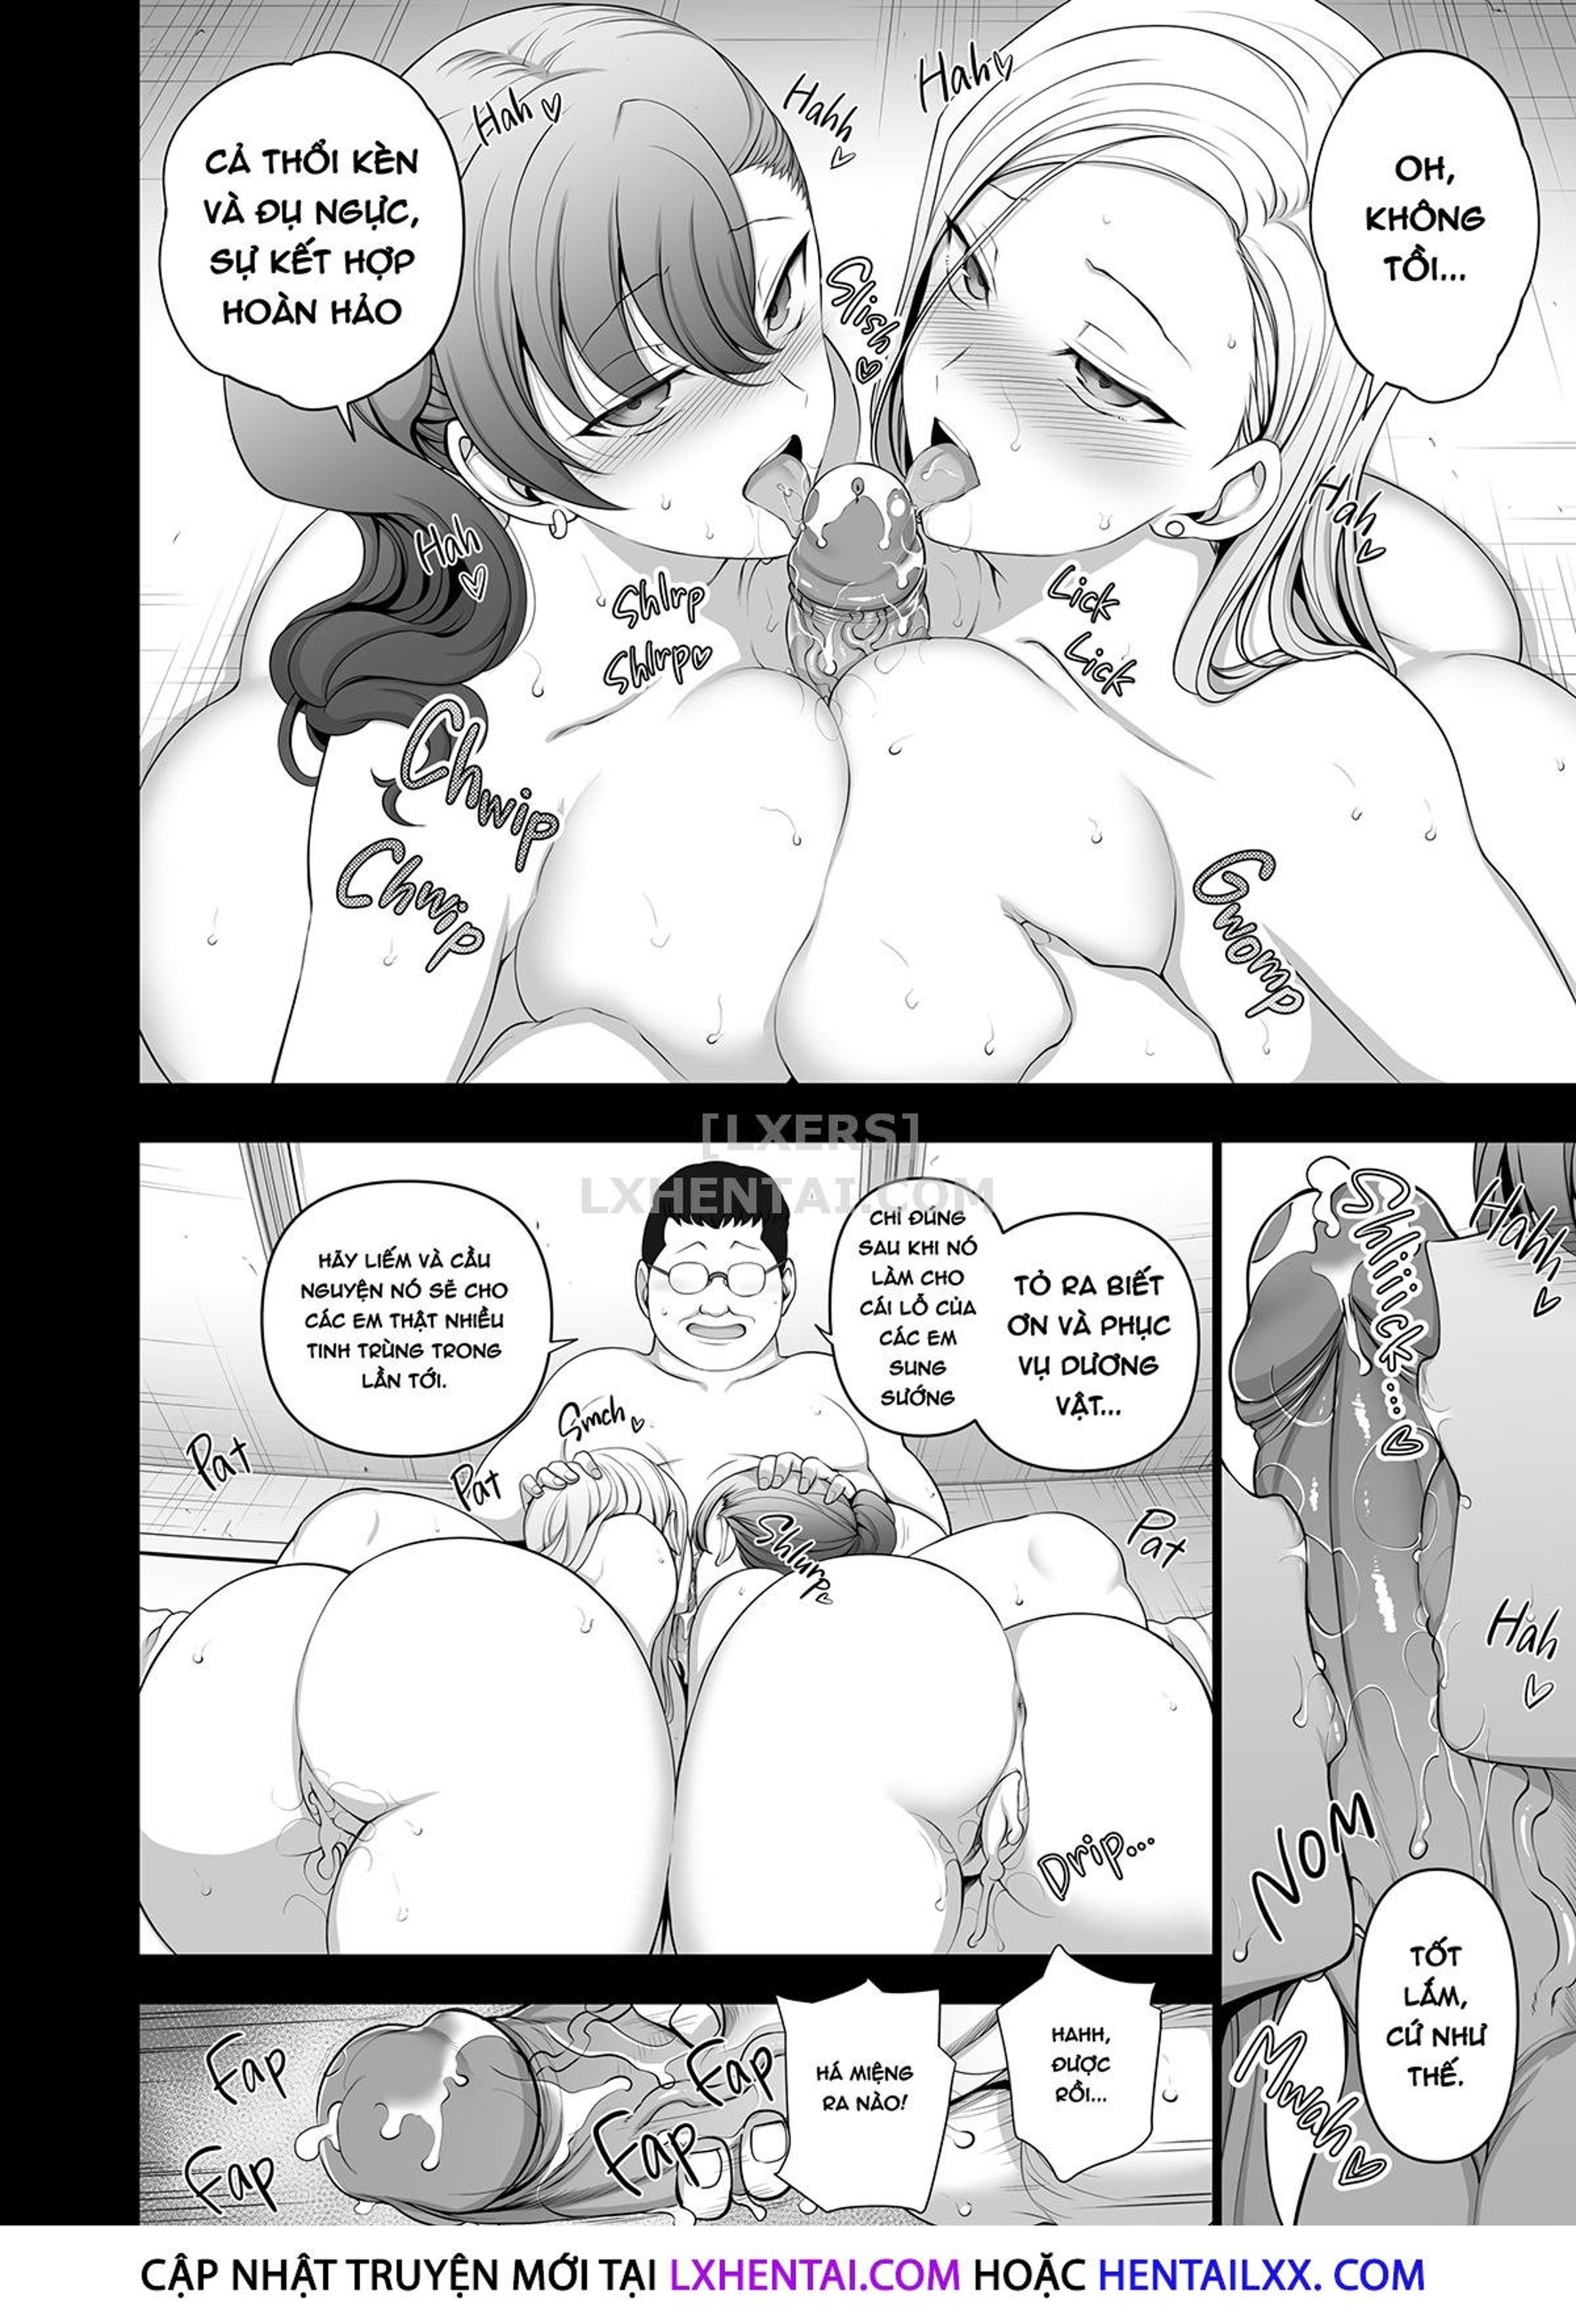 OH,
KHÔNG
TỒI...
CẢ THỔI KÈN
VÀ ĐỤ NGỰC,
SỰ KẾT HỢP
HOÀN HẢO
Hah
Hahh
Hah
Slish
Hah
Hah
Shlrp
Shlrp
Lick
Lick
Chwip
Chwip
Gwomp
[LXERS]
LXHENTAI.COM
Hahh
Shliiick...
Hah
NOM
Mwah
TỐT
LẮM,
CỨ NHƯ
THẾ.
TỎ RA BIẾT
ƠN VÀ PHỤC
VỤ DƯƠNG
VẬT...
CHỈ ĐÚNG
SAU KHI NÓ
LÀM CHO
CÁI LỖ CỦA
CÁC EM
SUNG
SƯỚNG
HÃY LIẾM VÀ CẦU
NGUYỆN NÓ SẼ CHO
CÁC EM THẬT NHIỀU
TINH TRÙNG TRONG
LẦN TỚI.
Smch
Pat
Pat
Pat
Shlurp
Drip...
HAHH,
ĐƯỢC
RỒI...
HÁ MIỆNG
RA NÀO!
Fap
Fap
Fap
Fap
CẬP NHẬT TRUYỆN MỚI TẠI LXHENTAI.COM HOẶC HENTAILXX. COM